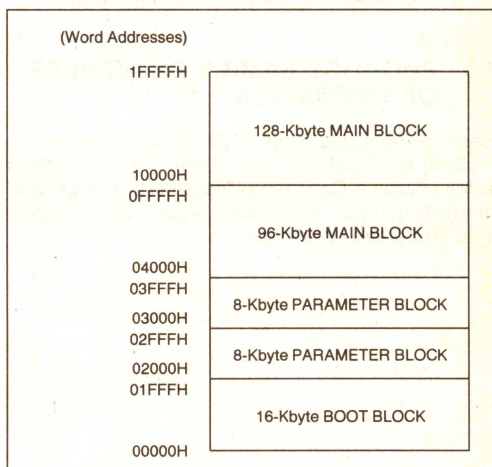 (Word Addresses)
1FFFFH
128-Kbyte MAIN BLOCK
10000H
0FFFFH
96-Kbyte MAIN BLOCK
04000H
03FFFH
8-Kbyte PARAMETER BLOCK
03000H
02FFFH
8-Kbyte PARAMETER BLOCK
02000H
01FFFH
16-Kbyte BOOT BLOCK
00000H